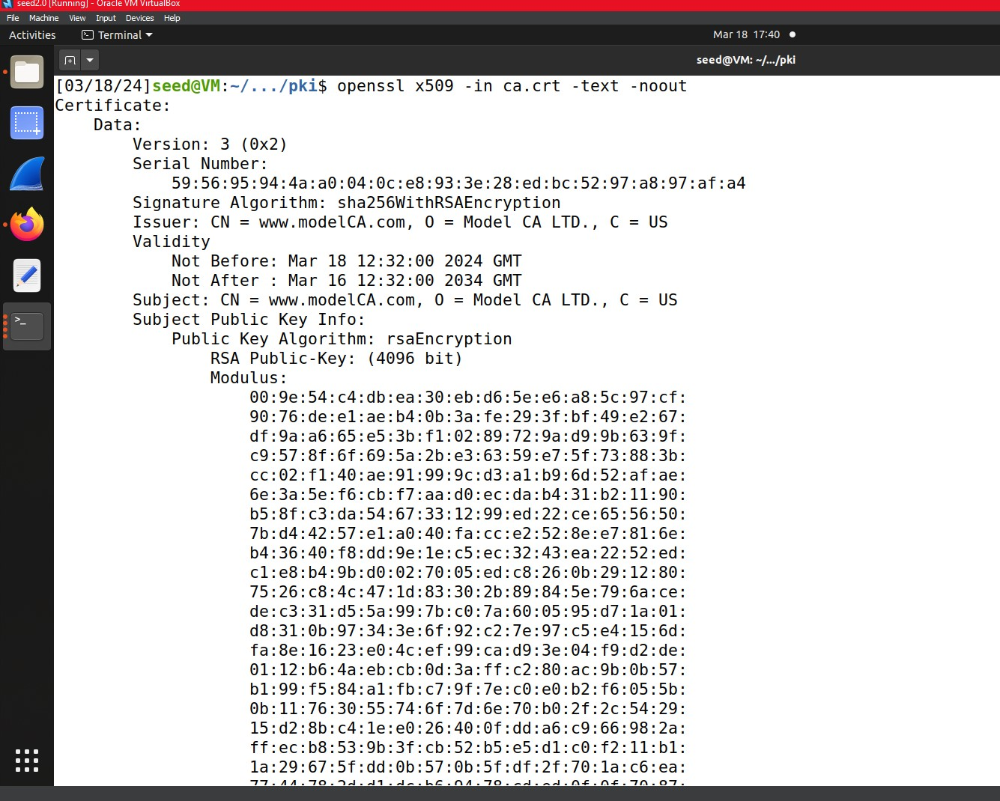 seed2.0 [Running] - Oracle VM VirtualBox
File Machine View Input Devices Help
Activities Terminal Mar 18 17:40
seed@VM: ~/.../pki
[03/18/24]seed@VM:~/.../pki$ openssl x509 -in ca.crt -text -noout
Certificate:
Data:
Version: 3 (0x2)
Serial Number:
59:56:95:94:4a:a0:04:0c:e8:93:3e:28:ed:bc:52:97:a8:97:af:a4
Signature Algorithm: sha256WithRSAEncryption
Issuer: CN = www.modelCA.com, O = Model CA LTD., C = US
Validity
Not Before: Mar 18 12:32:00 2024 GMT
Not After : Mar 16 12:32:00 2034 GMT
Subject: CN = www.modelCA.com, O = Model CA LTD., C = US
Subject Public Key Info:
Public Key Algorithm: rsaEncryption
RSA Public-Key: (4096 bit)
Modulus:
00:9e:54:c4:db:ea:30:eb:d6:5e:e6:a8:5c:97:cf:
90:76:de:e1:ae:b4:0b:3a:fe:29:3f:bf:49:e2:67:
df:9a:a6:65:e5:3b:f1:02:89:72:9a:d9:9b:63:9f:
c9:57:8f:6f:69:5a:2b:e3:63:59:e7:5f:73:88:3b:
cc:02:f1:40:ae:91:99:9c:d3:a1:b9:6d:52:af:ae:
6e:3a:5e:f6:cb:f7:aa:d0:ec:da:b4:31:b2:11:90:
b5:8f:c3:da:54:67:33:12:99:ed:22:ce:65:56:50:
7b:d4:42:57:e1:a0:40:fa:cc:e2:52:8e:e7:81:6e:
b4:36:40:f8:dd:9e:1e:c5:ec:32:43:ea:22:52:ed:
c1:e8:b4:9b:d0:02:70:05:ed:c8:26:0b:29:12:80:
75:26:c8:4c:47:1d:83:30:2b:89:84:5e:79:6a:ce:
de:c3:31:d5:5a:99:7b:c0:7a:60:05:95:d7:1a:01:
d8:31:0b:97:34:3e:6f:92:c2:7e:97:c5:e4:15:6d:
fa:8e:16:23:e0:4c:ef:99:ca:d9:3e:04:f9:d2:de:
01:12:b6:4a:eb:cb:0d:3a:ff:c2:80:ac:9b:0b:57:
b1:99:f5:84:a1:fb:c7:9f:7e:c0:e0:b2:f6:05:5b:
0b:11:76:30:55:74:6f:7d:6e:70:b0:2f:2c:54:29:
15:d2:8b:c4:1e:e0:26:40:0f:dd:a6:c9:66:98:2a:
ff:ec:b8:53:9b:3f:cb:52:b5:e5:d1:c0:f2:11:b1:
1a:29:67:5f:dd:0b:57:0b:5f:df:2f:70:1a:c6:ea: